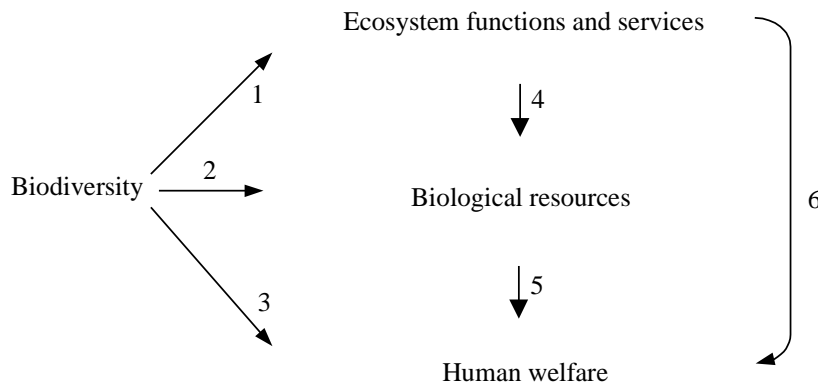 Ecosystem functions and services
1
4
2
Biodiversity
Biological resources
6
3
5
Human welfare